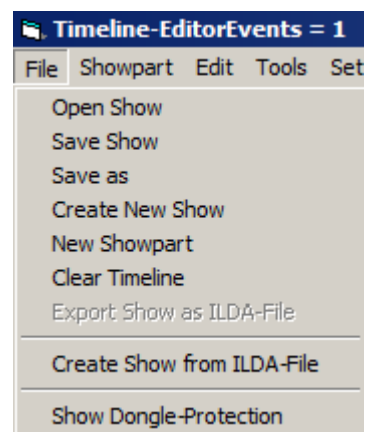 Timeline-EditorEvents = 1
File Showpart Edit Tools Set
Open Show
Save Show
Save as
Create New Show
New Showpart
Clear Timeline
Export Show as ILDA-File
Create Show from ILDA-File
Show Dongle-Protection